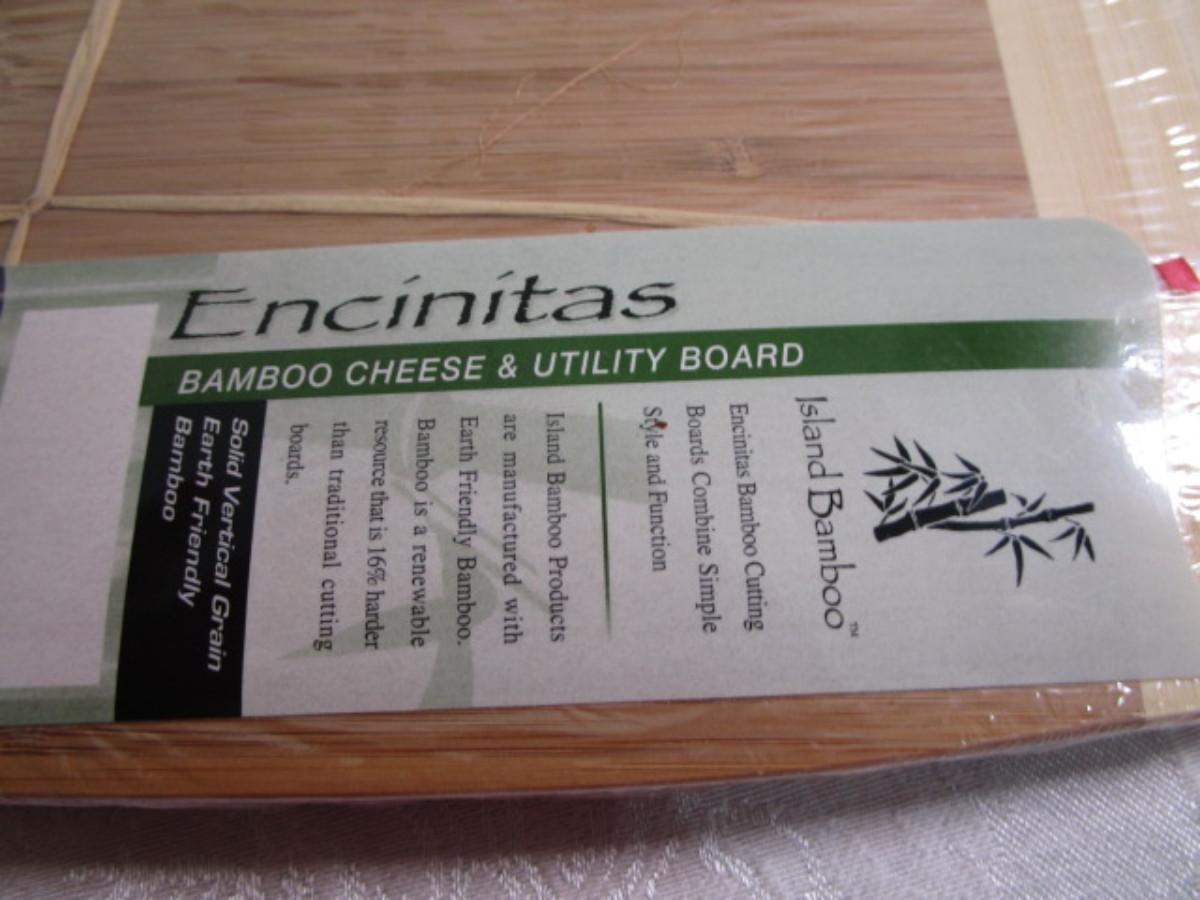 Encinitas
BAMBOO CHEESE & UTILITY BOARD
Island Bamboo™
Encinitas Bamboo Cutting
Boards Combine Simple
Style and Function
Island Bamboo Products
are manufactured with
Earth Friendly Bamboo.
Bamboo is a renewable
resource that is 16% harder
than traditional cutting
boards.
Solid Vertical Grain
Earth Friendly
Bamboo